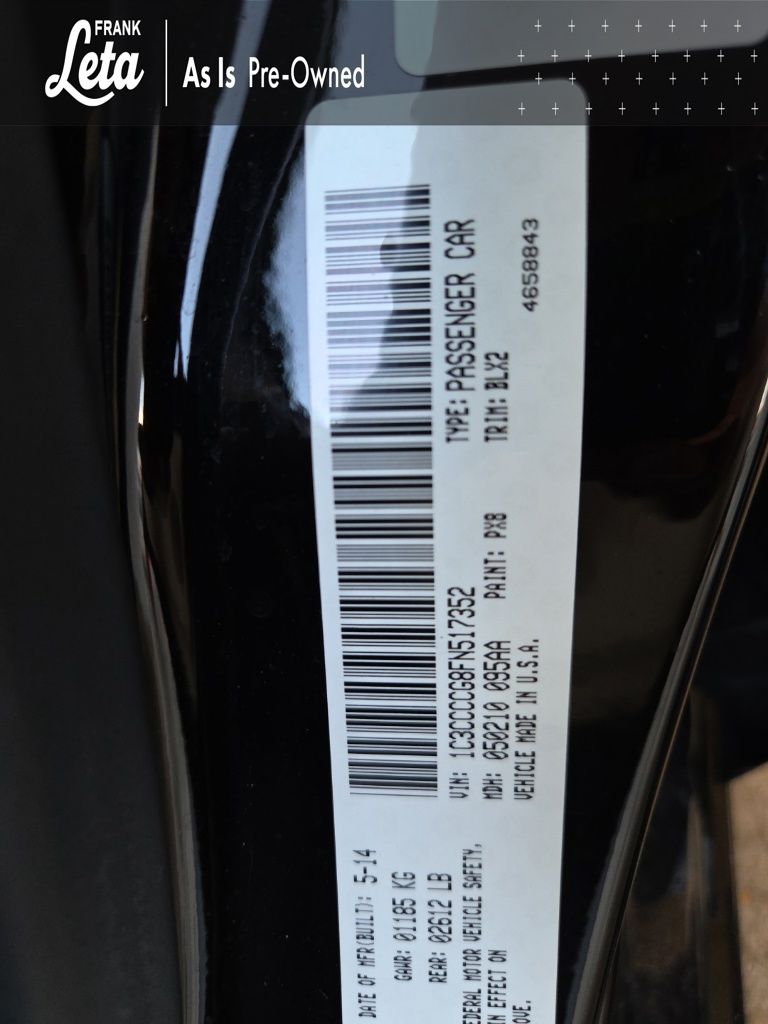 FRANK
Leta
As Is Pre-Owned
DATE OF MFR(BUILT): 5-14
GAWR: 01185 KG
REAR: 02612 LB
EDERAL MOTOR VEHICLE SAFETY,
IN EFFECT ON
OVE.
VIN: 1C3CCCCG8FN517352
TYPE: PASSENGER CAR
MDH: 050210 095AA
PAINT: PX8
TRIM: BLX2
VEHICLE MADE IN U.S.A.
4658843